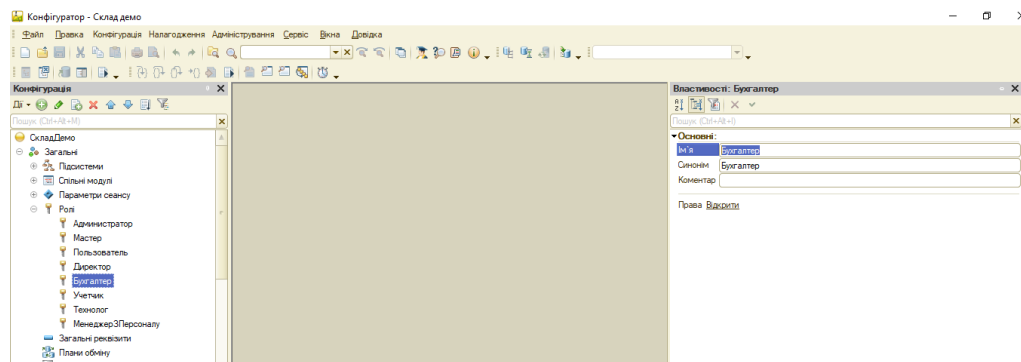 Конфігуратор - Склад демо
Файл Правка Конфігурація Налагодження Адміністрування Сервіс Вікна Довідка
Конфігурація
Дії
Пошук (Ctrl+Alt+M)
СкладДемо
Загальні
Підсистеми
Спільні модулі
Параметри сеансу
Ролі
Администратор
Мастер
Пользователь
Директор
Бухгалтер
Учетчик
Технолог
МенеджерЗПерсоналу
Загальні реквізити
Плани обміну
Властивості: Бухгалтер
Пошук (Ctrl+Alt+I)
Основні:
Ім'я Бухгалтер
Синонім Бухгалтер
Коментар
Права Відкрити